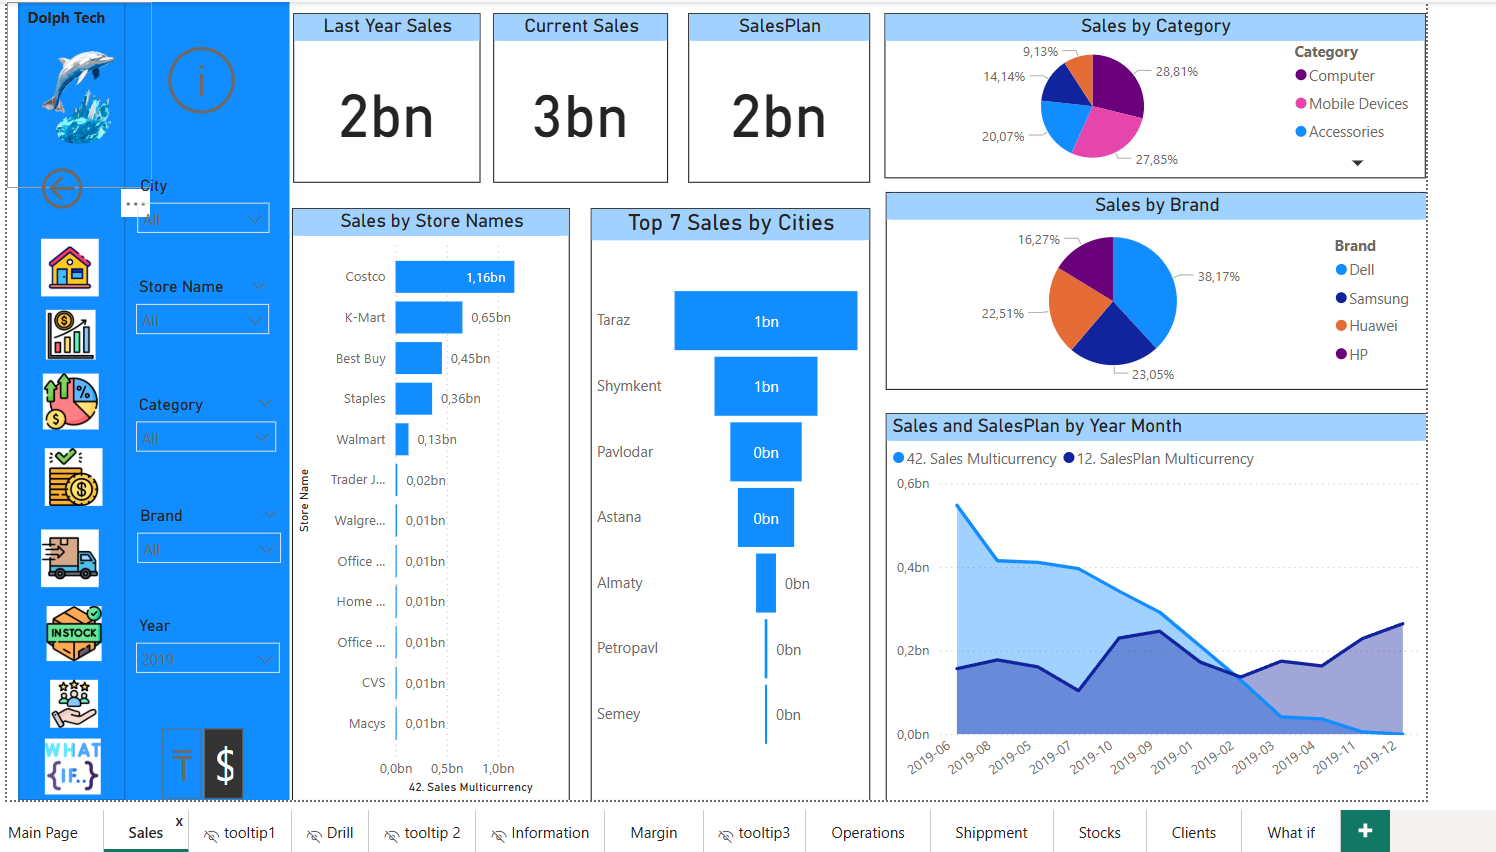 Dolph Tech
i
City
All
Store Name
All
Category
All
Brand
All
Year
2019
IN STOCK
WHAT
{IF..}
₸ $
Last Year Sales
2bn
Current Sales
3bn
SalesPlan
2bn
Sales by Category
9,13%
14,14%
20,07%
28,81%
27,85%
Category
Computer
Mobile Devices
Accessories
Sales by Store Names
Store Name
Costco 1,16bn
K-Mart 0,65bn
Best Buy 0,45bn
Staples 0,36bn
Walmart 0,13bn
Trader J... 0,02bn
Walgre... 0,01bn
Office ... 0,01bn
Home ... 0,01bn
Office ... 0,01bn
CVS 0,01bn
Macys 0,01bn
0,0bn 0,5bn 1,0bn
42. Sales Multicurrency
Top 7 Sales by Cities
Taraz 1bn
Shymkent 1bn
Pavlodar 0bn
Astana 0bn
Almaty 0bn
Petropavl 0bn
Semey 0bn
Sales by Brand
16,27%
22,51%
38,17%
23,05%
Brand
Dell
Samsung
Huawei
HP
Sales and SalesPlan by Year Month
42. Sales Multicurrency 12. SalesPlan Multicurrency
0,6bn
0,4bn
0,2bn
0,0bn
2019-06 2019-08 2019-05 2019-07 2019-10 2019-09 2019-01 2019-02 2019-03 2019-04 2019-11 2019-12
Main Page Sales x tooltip1 Drill tooltip 2 Information Margin tooltip3 Operations Shippment Stocks Clients What if +